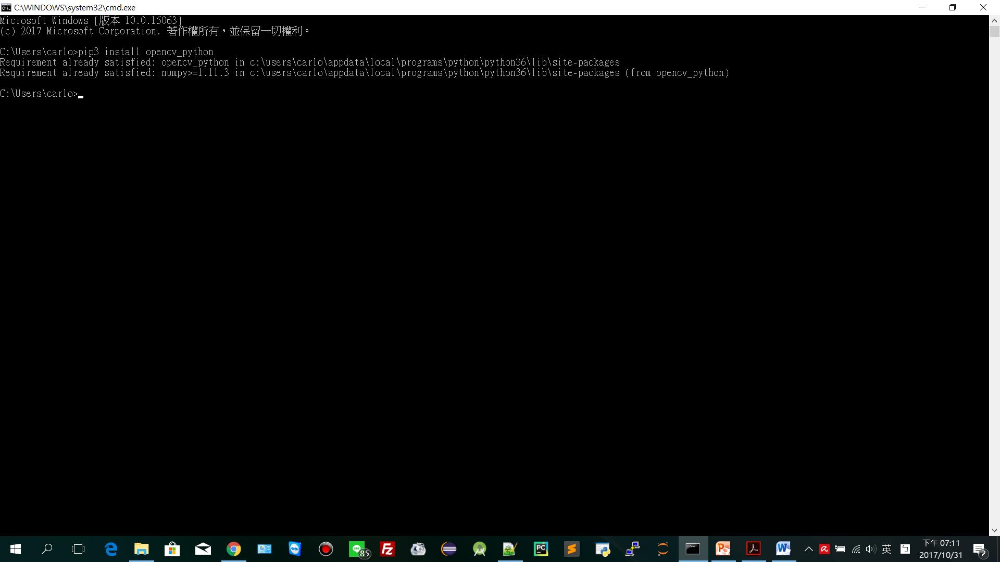 C:\WINDOWS\system32\cmd.exe
Microsoft Windows [版本 10.0.15063]
(c) 2017 Microsoft Corporation. 著作權所有，並保留一切權利。
C:\Users\carlo>pip3 install opencv_python
Requirement already satisfied: opencv_python in c:\users\carlo\appdata\local\programs\python\python36\lib\site-packages
Requirement already satisfied: numpy>=1.11.3 in c:\users\carlo\appdata\local\programs\python\python36\lib\site-packages (from opencv_python)
C:\Users\carlo>
85
PC
英
下午 07:11
2017/10/31
2